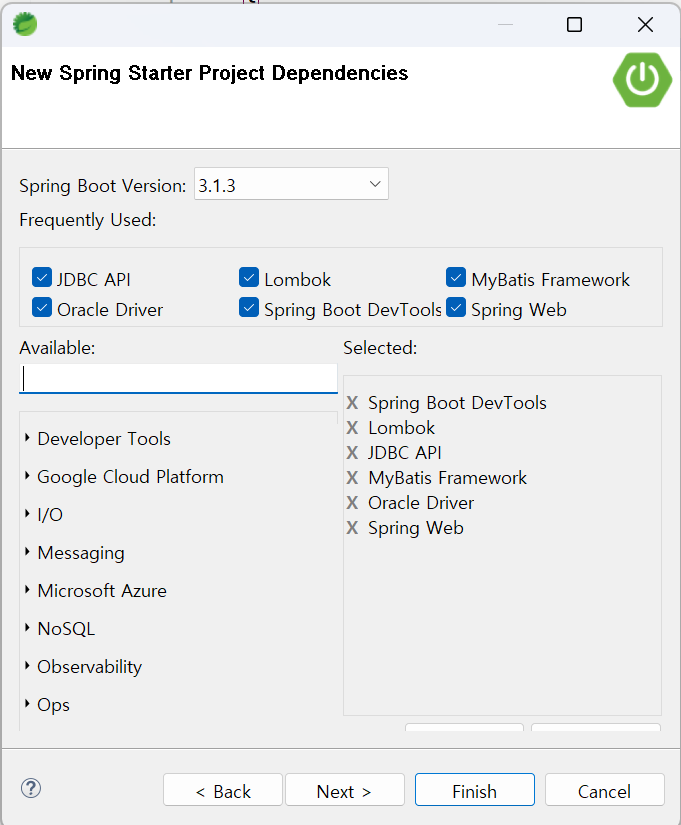 New Spring Starter Project Dependencies
Spring Boot Version: 3.1.3
Frequently Used:
JDBC API Lombok MyBatis Framework
Oracle Driver Spring Boot DevTools Spring Web
Available: Selected:
Spring Boot DevTools
Developer Tools X Lombok
X JDBC API
Google Cloud Platform X MyBatis Framework
I/O X Oracle Driver
X Spring Web
Messaging
Microsoft Azure
NoSQL
Observability
Ops
? < Back Next > Finish Cancel